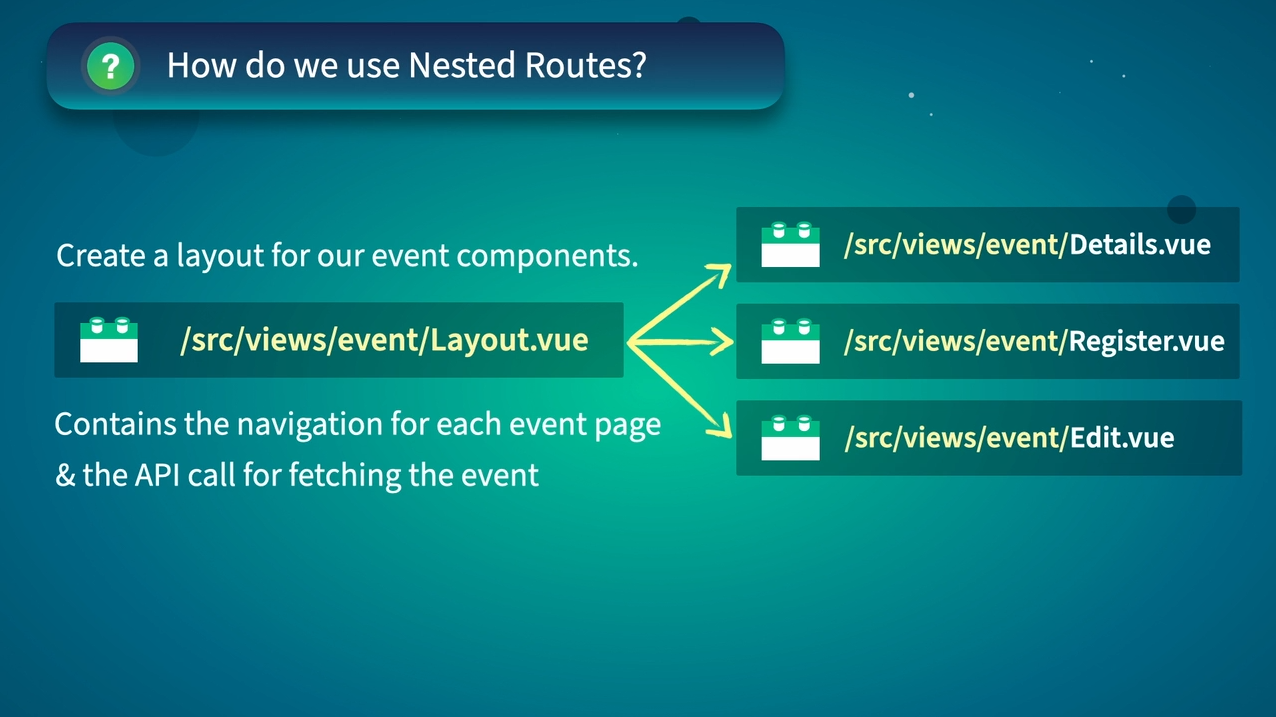 ?
How do we use Nested Routes?
Create a layout for our event components.
/src/views/event/Layout.vue
Contains the navigation for each event page
& the API call for fetching the event
/src/views/event/Details.vue
/src/views/event/Register.vue
/src/views/event/Edit.vue